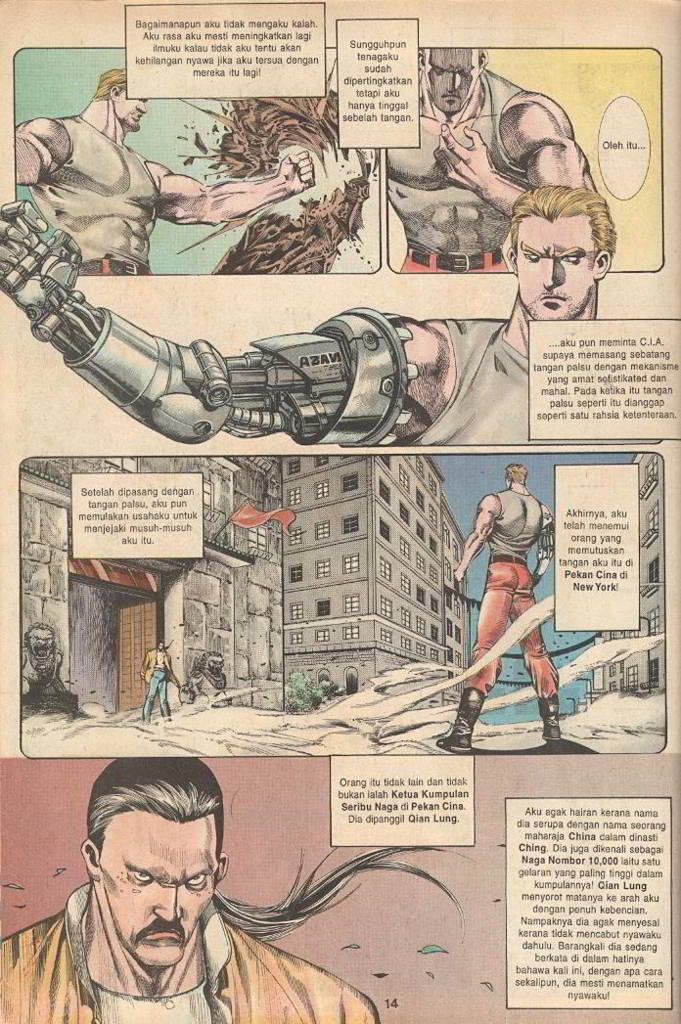 Bagaimanapun aku tidak mengaku kalah.
Aku rasa aku mesti meningkatkan lagi
ilmuku kalau tidak aku tentu akan
kehilangan nyawa jika aku tersua dengan
mereka itu lagi!
Sungguhpun
tenagaku
sudah
dipertingkatkan
tetapi aku
hanya tinggal
sebelah tangan.
Oleh itu...
....aku pun meminta C.I.A.
supaya memasang sebatang
tangan palsu dengan mekanisme
yang amat sofistikated dan
mahal. Pada ketika itu tangan
palsu seperti itu dianggap
seperti satu rahsia ketenteraan.
NASA
Setelah dipasang dengan
tangan palsu, aku pun
memulakan usahaku untuk
menjejaki musuh-musuh
aku itu.
Akhirnya, aku
telah menemui
orang yang
memutuskan
tangan aku itu di
Pekan Cina di
New York!
Orang itu tidak lain dan tidak
bukan ialah Ketua Kumpulan
Seribu Naga di Pekan Cina.
Dia dipanggil Qian Lung.
Aku agak hairan kerana nama
dia serupa dengan nama seorang
maharaja China dalam dinasti
Ching. Dia juga dikenali sebagai
Naga Nombor 10,000 iaitu satu
gelaran yang paling tinggi dalam
kumpulannya! Qian Lung
menyorot matanya ke arah aku
dengan penuh kebencian.
Nampaknya dia agak menyesal
kerana tidak mencabut nyawaku
dahulu. Barangkali dia sedang
berkata di dalam hatinya
bahawa kali ini, dengan apa cara
sekalipun, dia mesti menamatkan
nyawaku!
14